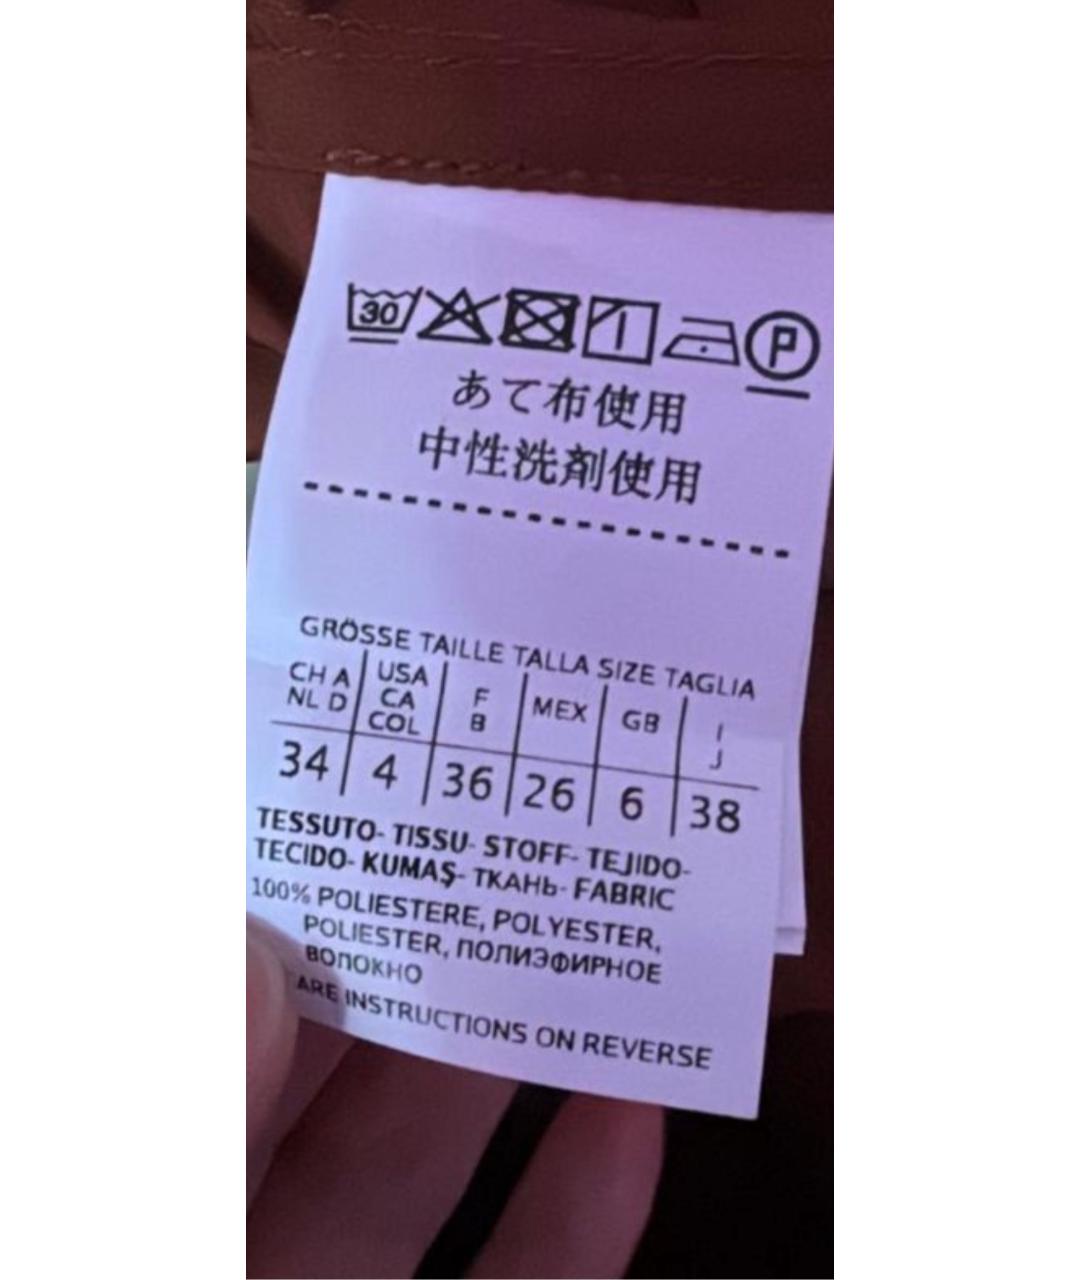 30 P
あて布使用
中性洗剤使用
GRÖSSE TAILLE TALLA SIZE TAGLIA
CH A NL D USA CA COL F B MEX GB I J
34 4 36 26 6 38
TESSUTO- TISSU- STOFF- TEJIDO-
TECIDO- KUMAŞ- ТКАНЬ- FABRIC
100% POLIESTERE, POLYESTER,
POLIESTER, ПОЛИЭФИРНОЕ
ВОЛОКНО
ARE INSTRUCTIONS ON REVERSE